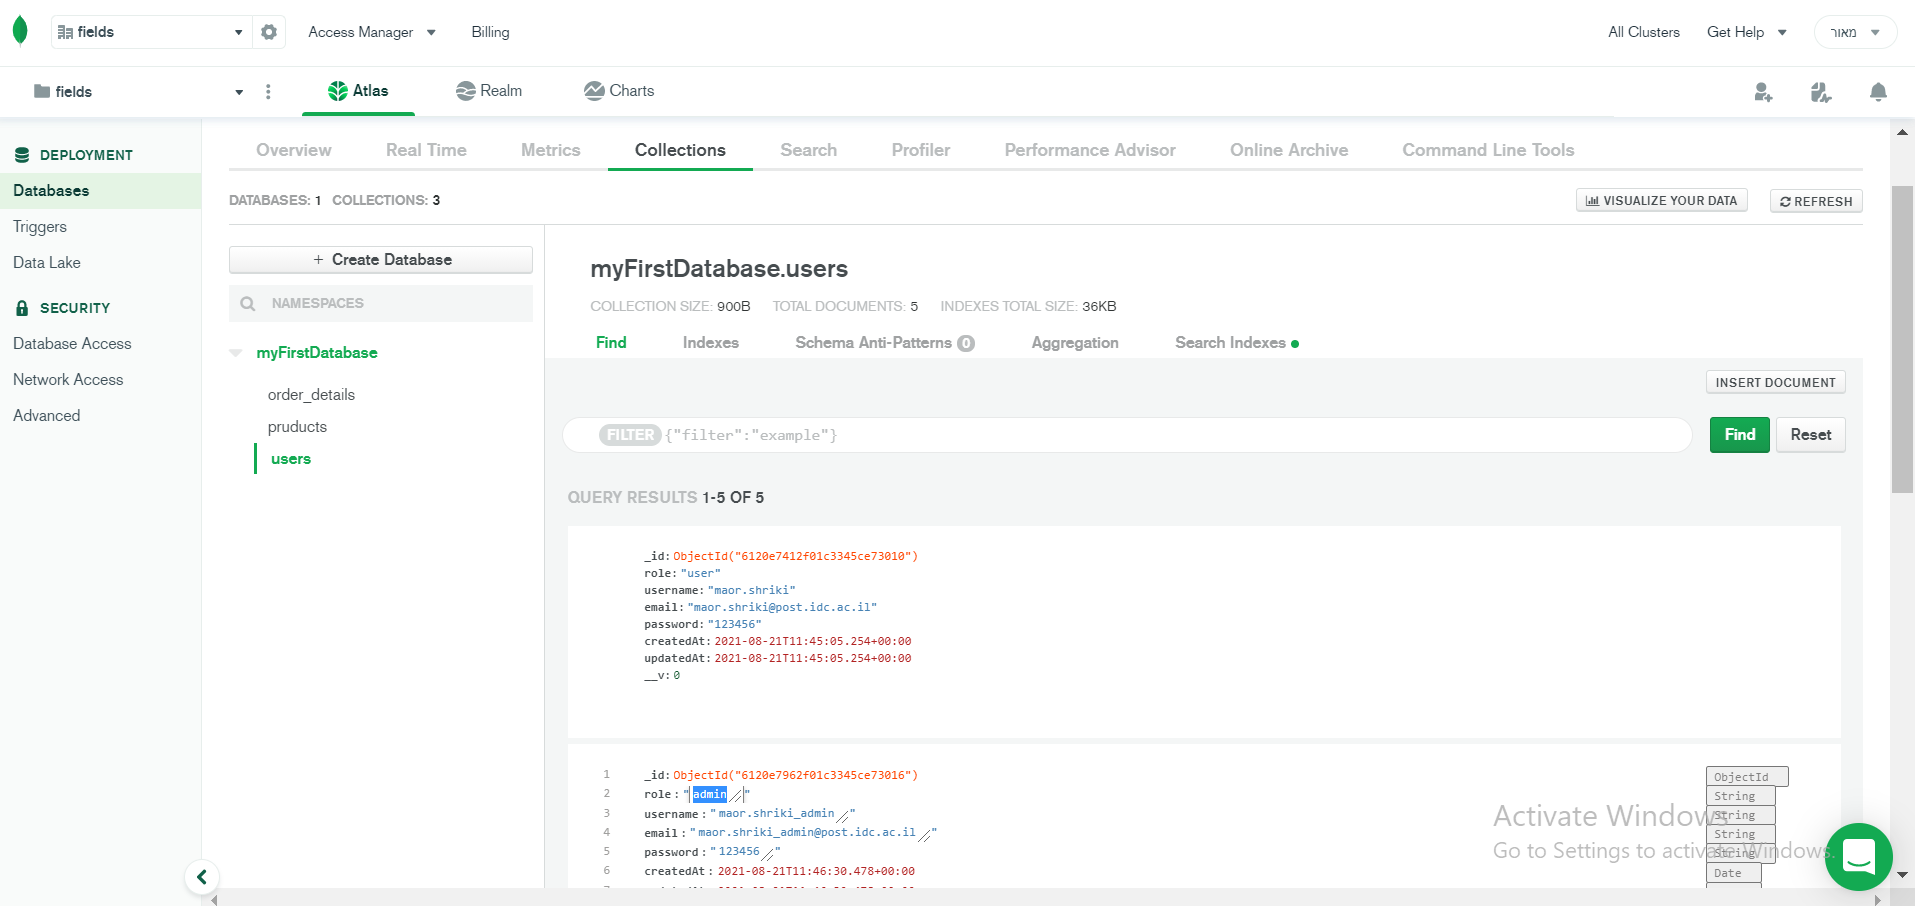 fields
Access Manager
Billing
All Clusters
Get Help
מאור
fields
Atlas
Realm
Charts
DEPLOYMENT
Databases
Triggers
Data Lake
SECURITY
Database Access
Network Access
Advanced
Overview
Real Time
Metrics
Collections
Search
Profiler
Performance Advisor
Online Archive
Command Line Tools
DATABASES: 1 COLLECTIONS: 3
VISUALIZE YOUR DATA
REFRESH
+ Create Database
NAMESPACES
myFirstDatabase
order_details
pruducts
users
myFirstDatabase.users
COLLECTION SIZE: 900B TOTAL DOCUMENTS: 5 INDEXES TOTAL SIZE: 36KB
Find
Indexes
Schema Anti-Patterns 0
Aggregation
Search Indexes
INSERT DOCUMENT
FILTER {"filter":"example"}
Find
Reset
QUERY RESULTS 1-5 OF 5
_id: ObjectId("6120e7412f01c3345ce73010")
role: "user"
username: "maor.shriki"
email: "maor.shriki@post.idc.ac.il"
password: "123456"
createdAt: 2021-08-21T11:45:05.254+00:00
updatedAt: 2021-08-21T11:45:05.254+00:00
__v: 0
1 _id: ObjectId("6120e7962f01c3345ce73016") ObjectId
2 role : "admin" String
3 username : "maor.shriki_admin" String
4 email : "maor.shriki_admin@post.idc.ac.il" String
5 password : "123456" String
6 createdAt : 2021-08-21T11:46:30.478+00:00 Date
Activate Windows
Go to Settings to activate Windows.